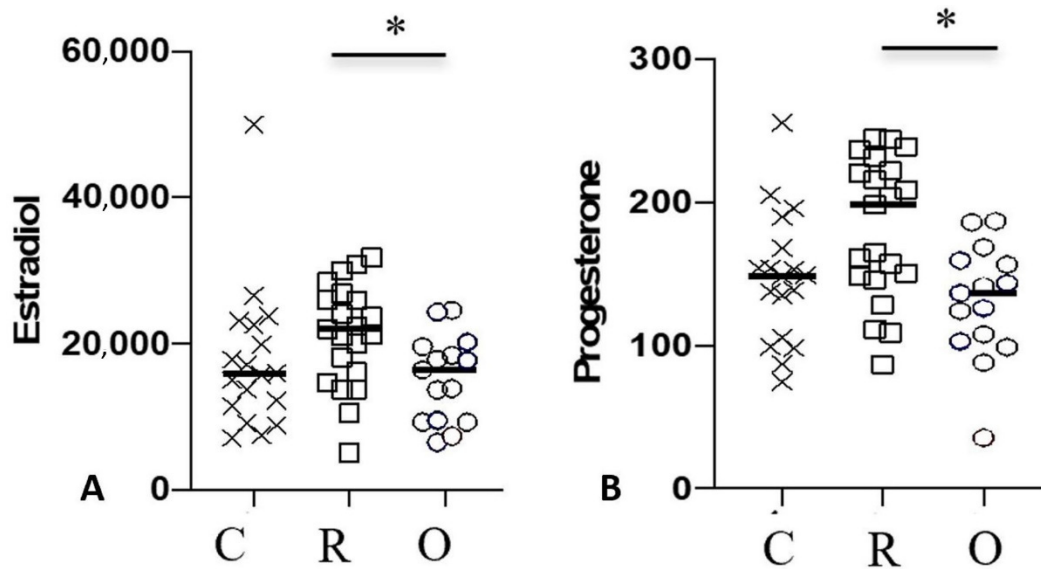 *
60,000
40,000
20,000
0
Estradiol
A
C R O
*
300
200
100
0
Progesterone
B
C R O